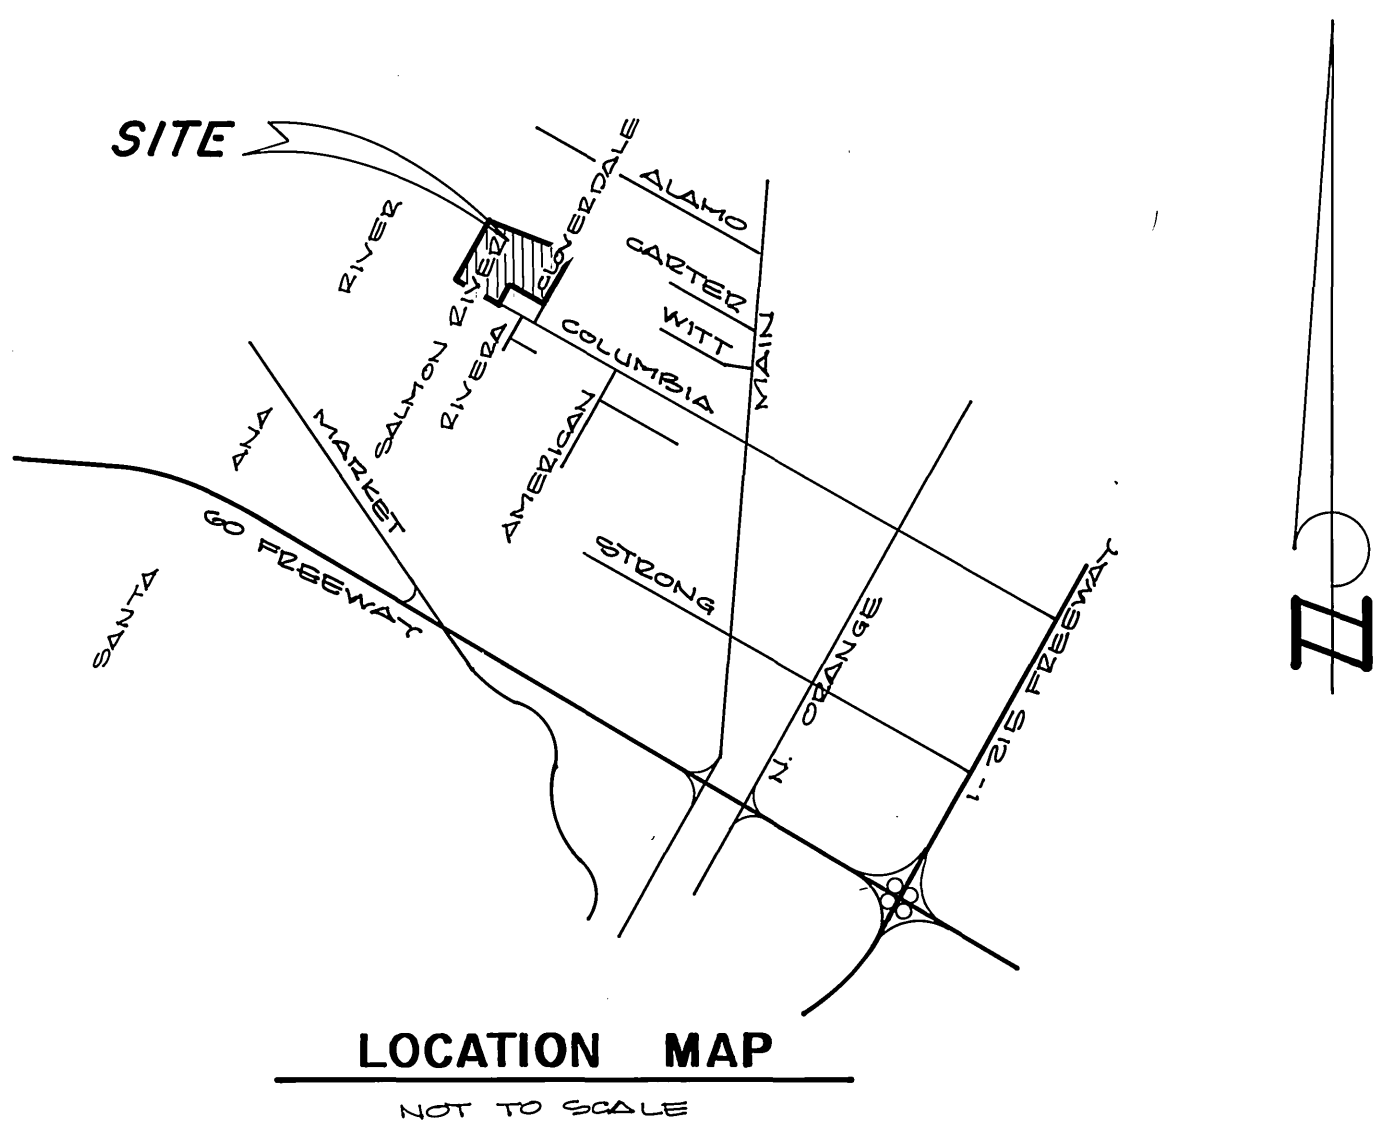 SITE
CLOVERDALE
ALAMO
RIVER
CARTER
SALMON RIVER
WITT
MAIN
RIVERA
COLUMBIA
AMERICAN
ANA
MARKET
60 FREEWAY
STRONG
SANTA
N. ORANGE
I-215 FREEWAY
N
LOCATION MAP
NOT TO SCALE